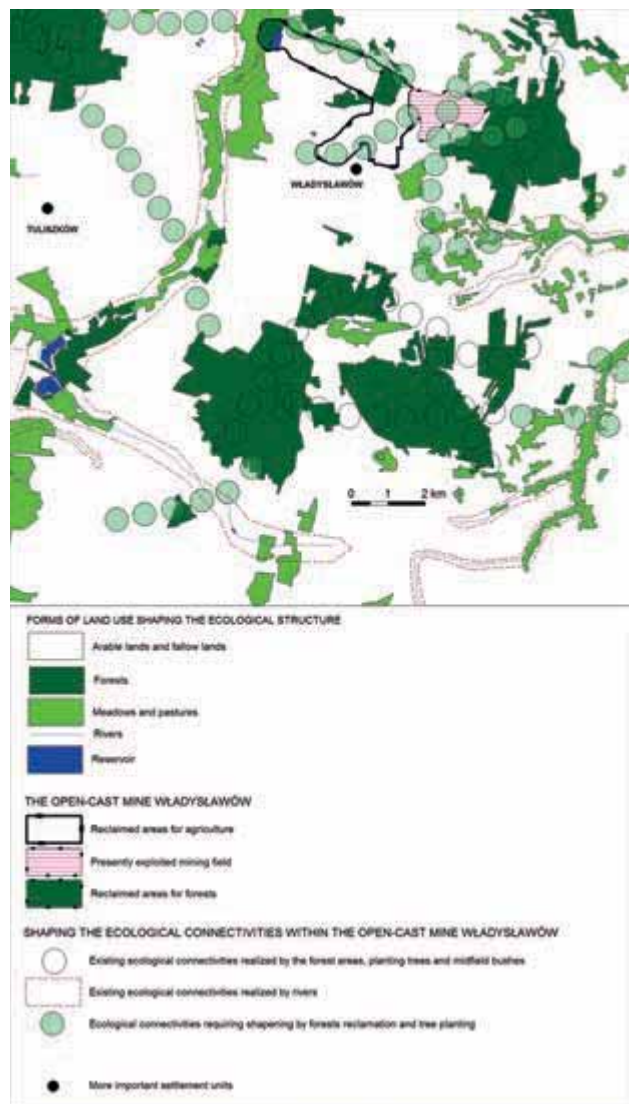 WŁADYSŁAWÓW
TULISZKÓW
0 1 2 km
FORMS OF LAND USE SHAPING THE ECOLOGICAL STRUCTURE
Arable lands and fallow lands
Forests
Meadows and pastures
Rivers
Reservoir
THE OPEN-CAST MINE WŁADYSŁAWÓW
Reclaimed areas for agriculture
Presently exploited mining field
Reclaimed areas for forests
SHAPING THE ECOLOGICAL CONNECTIVITIES WITHIN THE OPEN-CAST MINE WŁADYSŁAWÓW
Existing ecological connectivities realized by the forest areas, planting trees and midfield bushes
Existing ecological connectivities realized by rivers
Ecological connectivities requiring shapening by forests reclamation and tree planting
More important settlement units